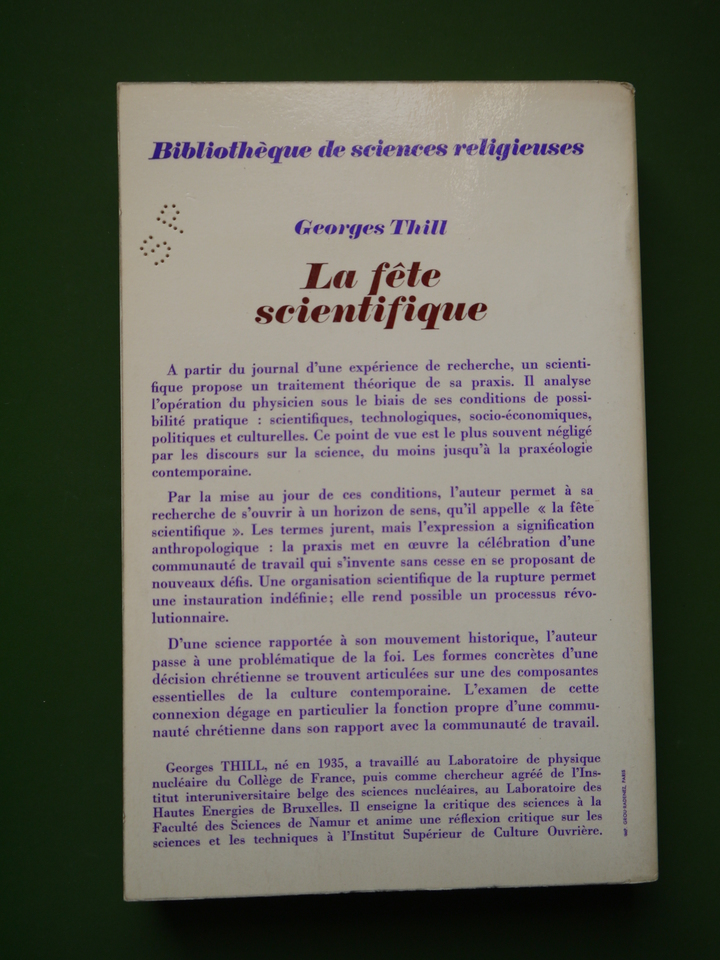 Bibliothèque de sciences religieuses
Georges Thill
SP
La fête
scientifique
A partir du journal d'une expérience de recherche, un scienti-
fique propose un traitement théorique de sa praxis. Il analyse
l'opération du physicien sous le biais de ses conditions de possi-
bilité pratique : scientifiques, technologiques, socio-économiques,
politiques et culturelles. Ce point de vue est le plus souvent négligé
par les discours sur la science, du moins jusqu'à la praxéologie
contemporaine.
Par la mise au jour de ces conditions, l'auteur permet à sa
recherche de s'ouvrir à un horizon de sens, qu'il appelle « la fête
scientifique ». Les termes jurent, mais l'expression a signification
anthropologique : la praxis met en œuvre la célébration d'une
communauté de travail qui s'invente sans cesse en se proposant de
nouveaux défis. Une organisation scientifique de la rupture permet
une instauration indéfinie; elle rend possible un processus révo-
lutionnaire.
D'une science rapportée à son mouvement historique, l'auteur
passe à une problématique de la foi. Les formes concrètes d'une
décision chrétienne se trouvent articulées sur une des composantes
essentielles de la culture contemporaine. L'examen de cette
connexion dégage en particulier la fonction propre d'une commu-
nauté chrétienne dans son rapport avec la communauté de travail.
Georges THILL, né en 1935, a travaillé au Laboratoire de physique
nucléaire du Collège de France, puis comme chercheur agréé de l'Ins-
titut interuniversitaire belge des sciences nucléaires, au Laboratoire des
Hautes Energies de Bruxelles. Il enseigne la critique des sciences à la
Faculté des Sciences de Namur et anime une réflexion critique sur les
sciences et les techniques à l'Institut Supérieur de Culture Ouvrière.